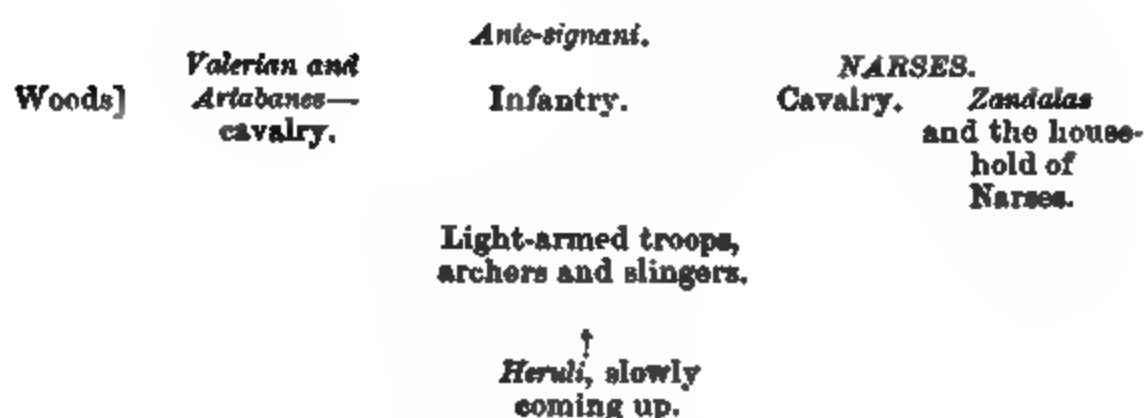 Ante-signani.
Valerian and
NARSES.
Woods] Artabanes— Infantry. Cavalry. Zandalas
cavalry.
and the house-
hold of
Narses.
Light-armed troops,
archers and slingers.
Heruli, slowly
coming up.